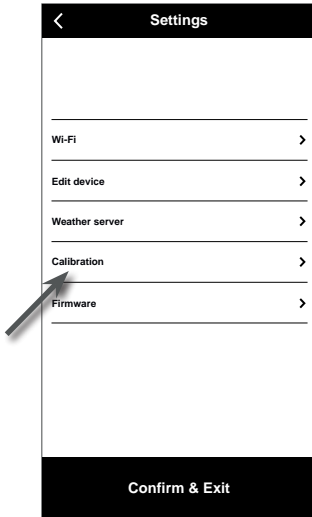 Settings
Wi-Fi
Edit device
Weather server
Calibration
Firmware
Confirm & Exit